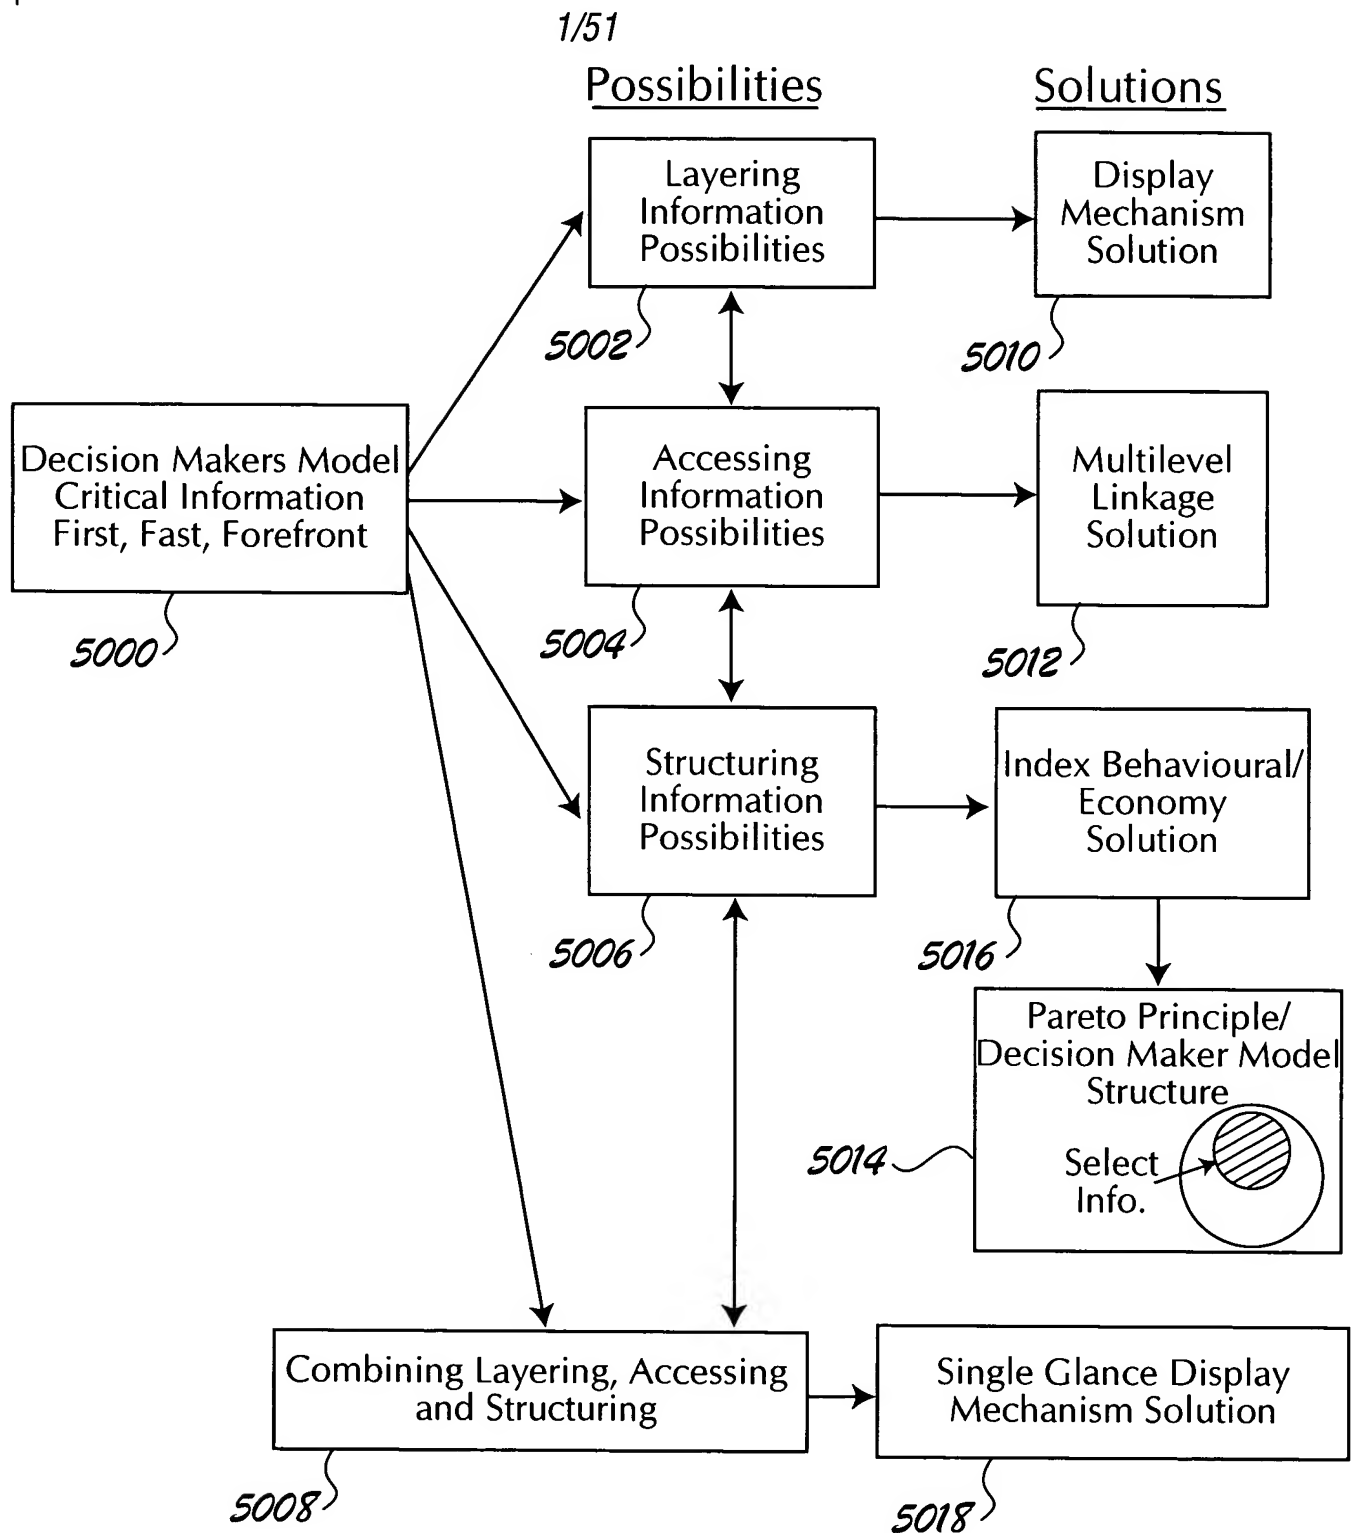 1/51
Possibilities
Solutions
Layering
Information
Possibilities
5002
Display
Mechanism
Solution
5010
Decision Makers Model
Critical Information
First, Fast, Forefront
5000
Accessing
Information
Possibilities
5004
Multilevel
Linkage
Solution
5012
Structuring
Information
Possibilities
5006
Index Behavioural/
Economy
Solution
5016
Pareto Principle/
Decision Maker Model
Structure
Select
Info.
5014
Combining Layering, Accessing
and Structuring
5008
Single Glance Display
Mechanism Solution
5018